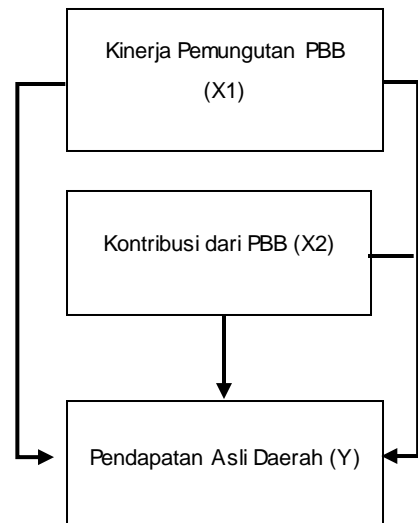 Kinerja Pemungutan PBB
(X1)
Kontribusi dari PBB (X2)
Pendapatan Asli Daerah (Y)